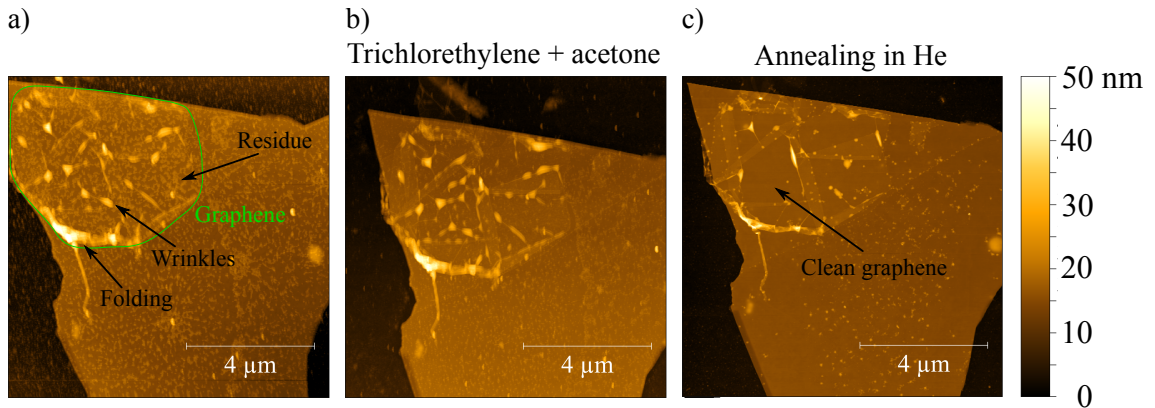 a)
b)
c)
Trichlorethylene + acetone
Annealing in He
Residue
Graphene
Wrinkles
Folding
4 µm
4 µm
Clean graphene
4 µm
50 nm
40
30
20
10
0